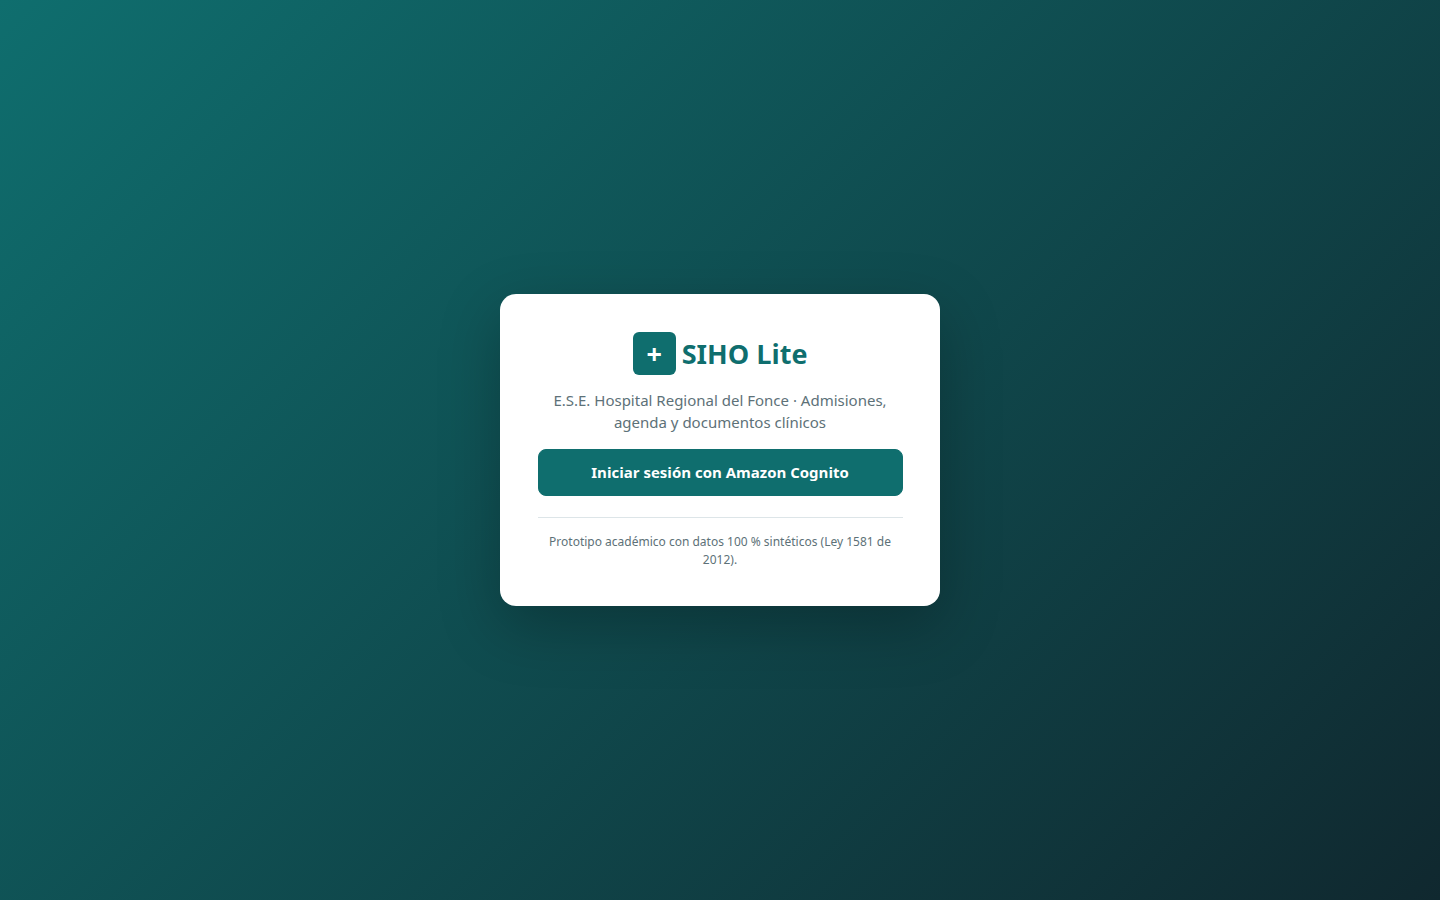 + SIHO Lite
E.S.E. Hospital Regional del Fonce · Admisiones,
agenda y documentos clínicos
Iniciar sesión con Amazon Cognito
Prototipo académico con datos 100 % sintéticos (Ley 1581 de
2012).